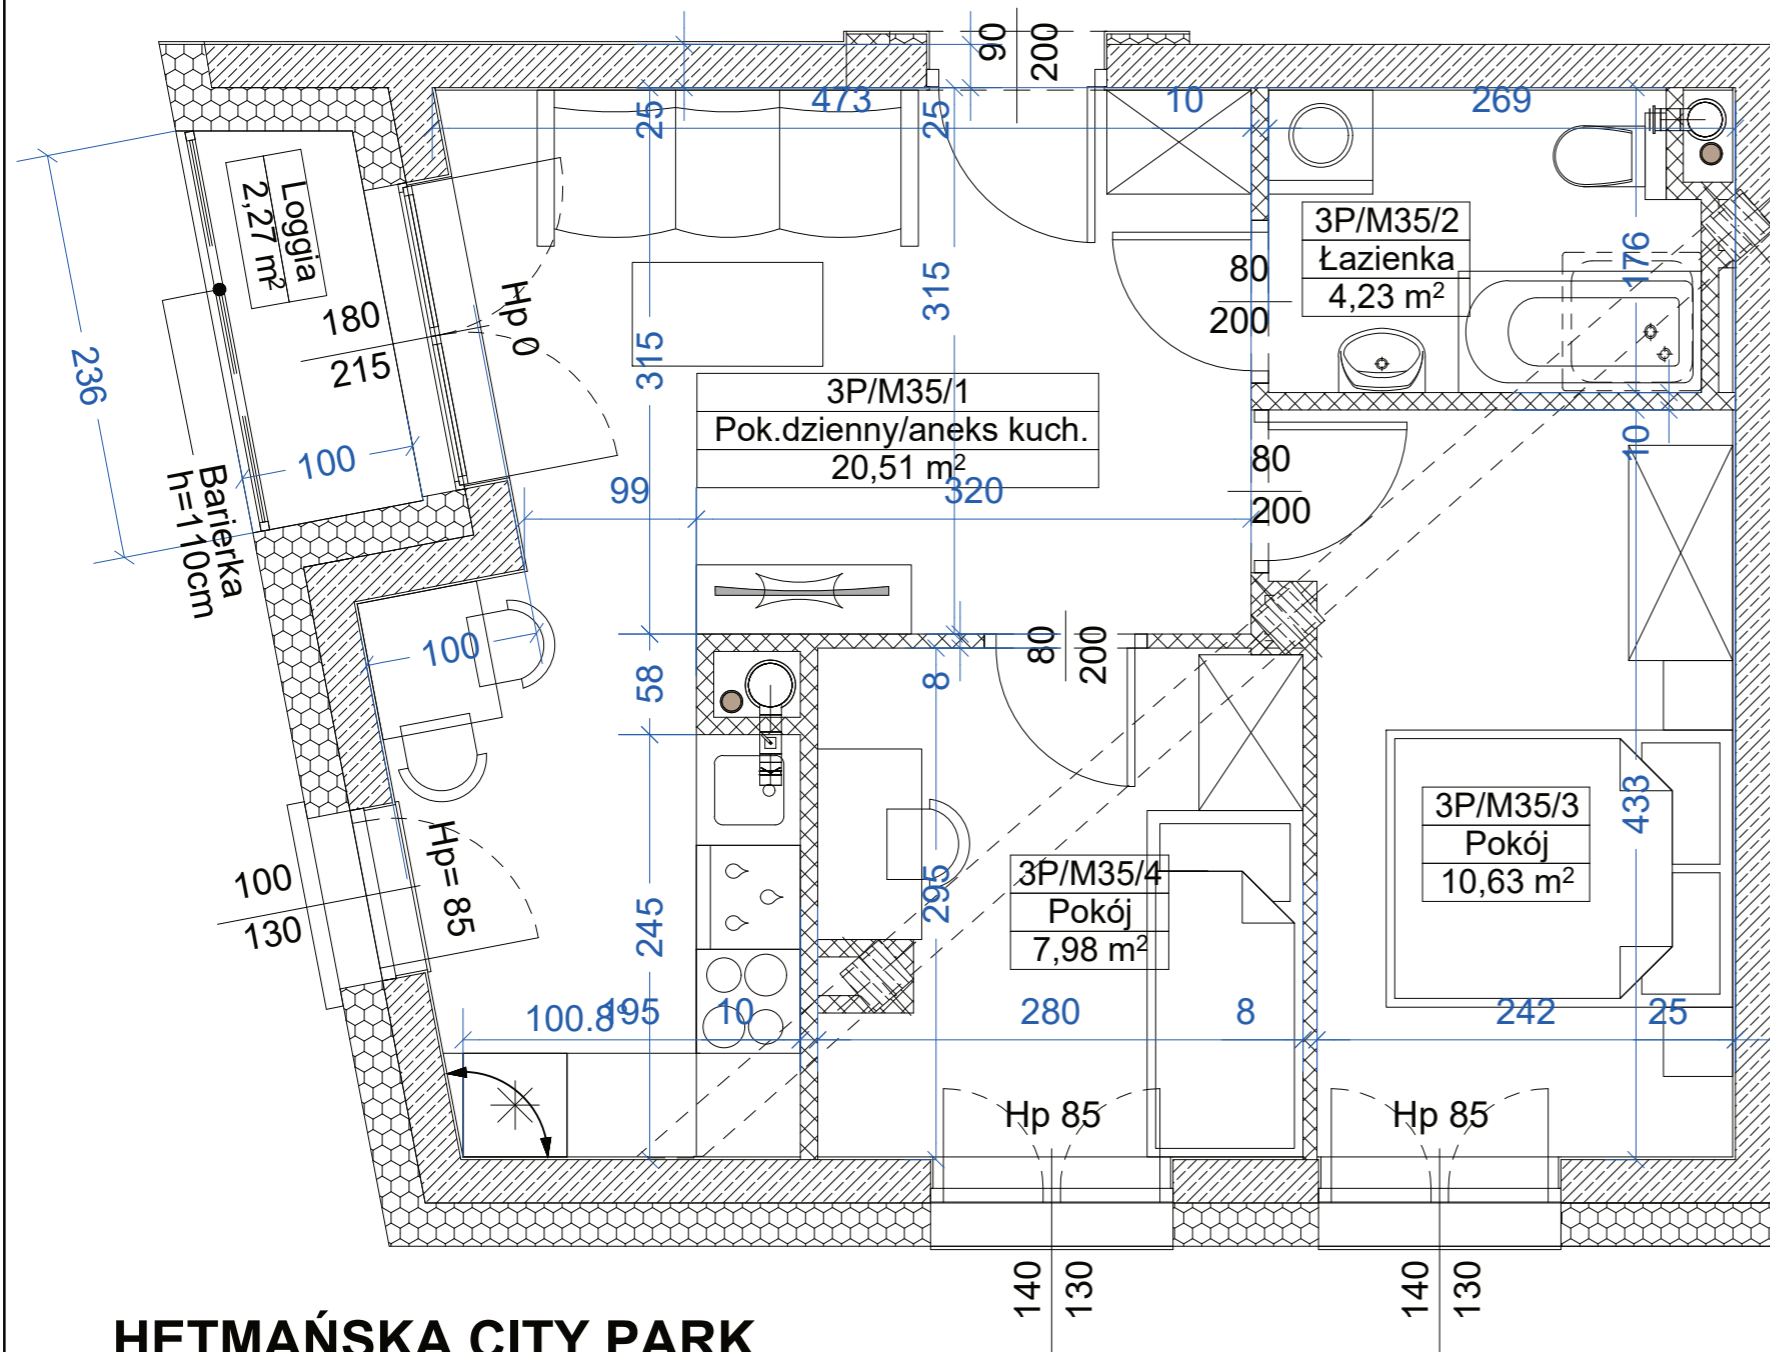 90
200
25
473
25
10
269
Loggia
2,27 m²
180
215
Hp 0
236
100
Barierka
h=110cm
315
315
80
200
3P/M35/2
Łazienka
4,23 m²
176
3P/M35/1
Pok.dzienny/aneks kuch.
20,51 m²
99
320
80
200
10
100
58
8
80
200
100
130
Hp= 85
245
295
3P/M35/4
Pokój
7,98 m²
3P/M35/3
Pokój
10,63 m²
433
100.8°
195
10
280
8
242
25
Hp 85
Hp 85
140
130
140
130
HETMAŃSKA CITY PARK